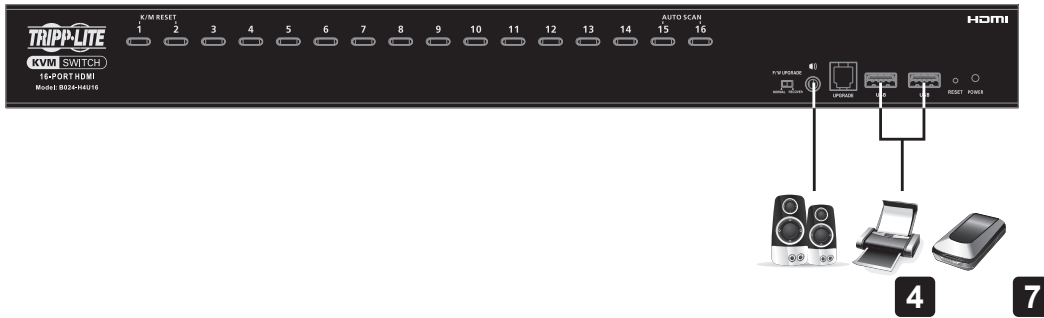 K/M RESET
AUTO SCAN
HDMI
TRIPP·LITE
1 2 3 4 5 6 7 8 9 10 11 12 13 14 15 16
KVM SWITCH
16-PORT HDMI
Model: B024-H4U16
F/W UPGRADE
NORMAL RECOVER
UPGRADE
USB
USB
RESET
POWER
4
7